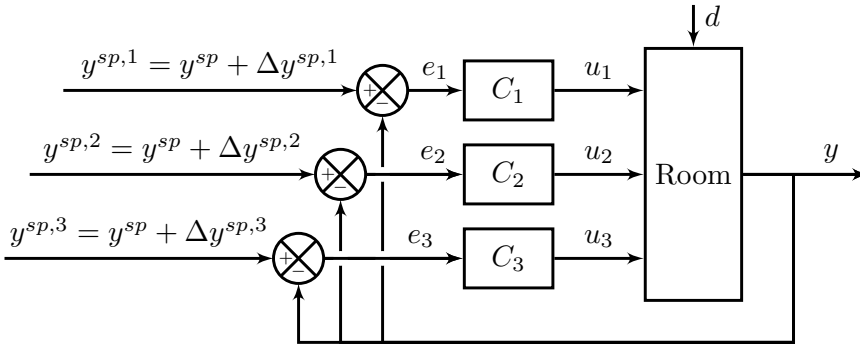 d
y^{sp,1} = y^{sp} + Δy^{sp,1}
+
−
e_1
C_1
u_1
y^{sp,2} = y^{sp} + Δy^{sp,2}
+
−
e_2
C_2
u_2
Room
y
y^{sp,3} = y^{sp} + Δy^{sp,3}
+
−
e_3
C_3
u_3